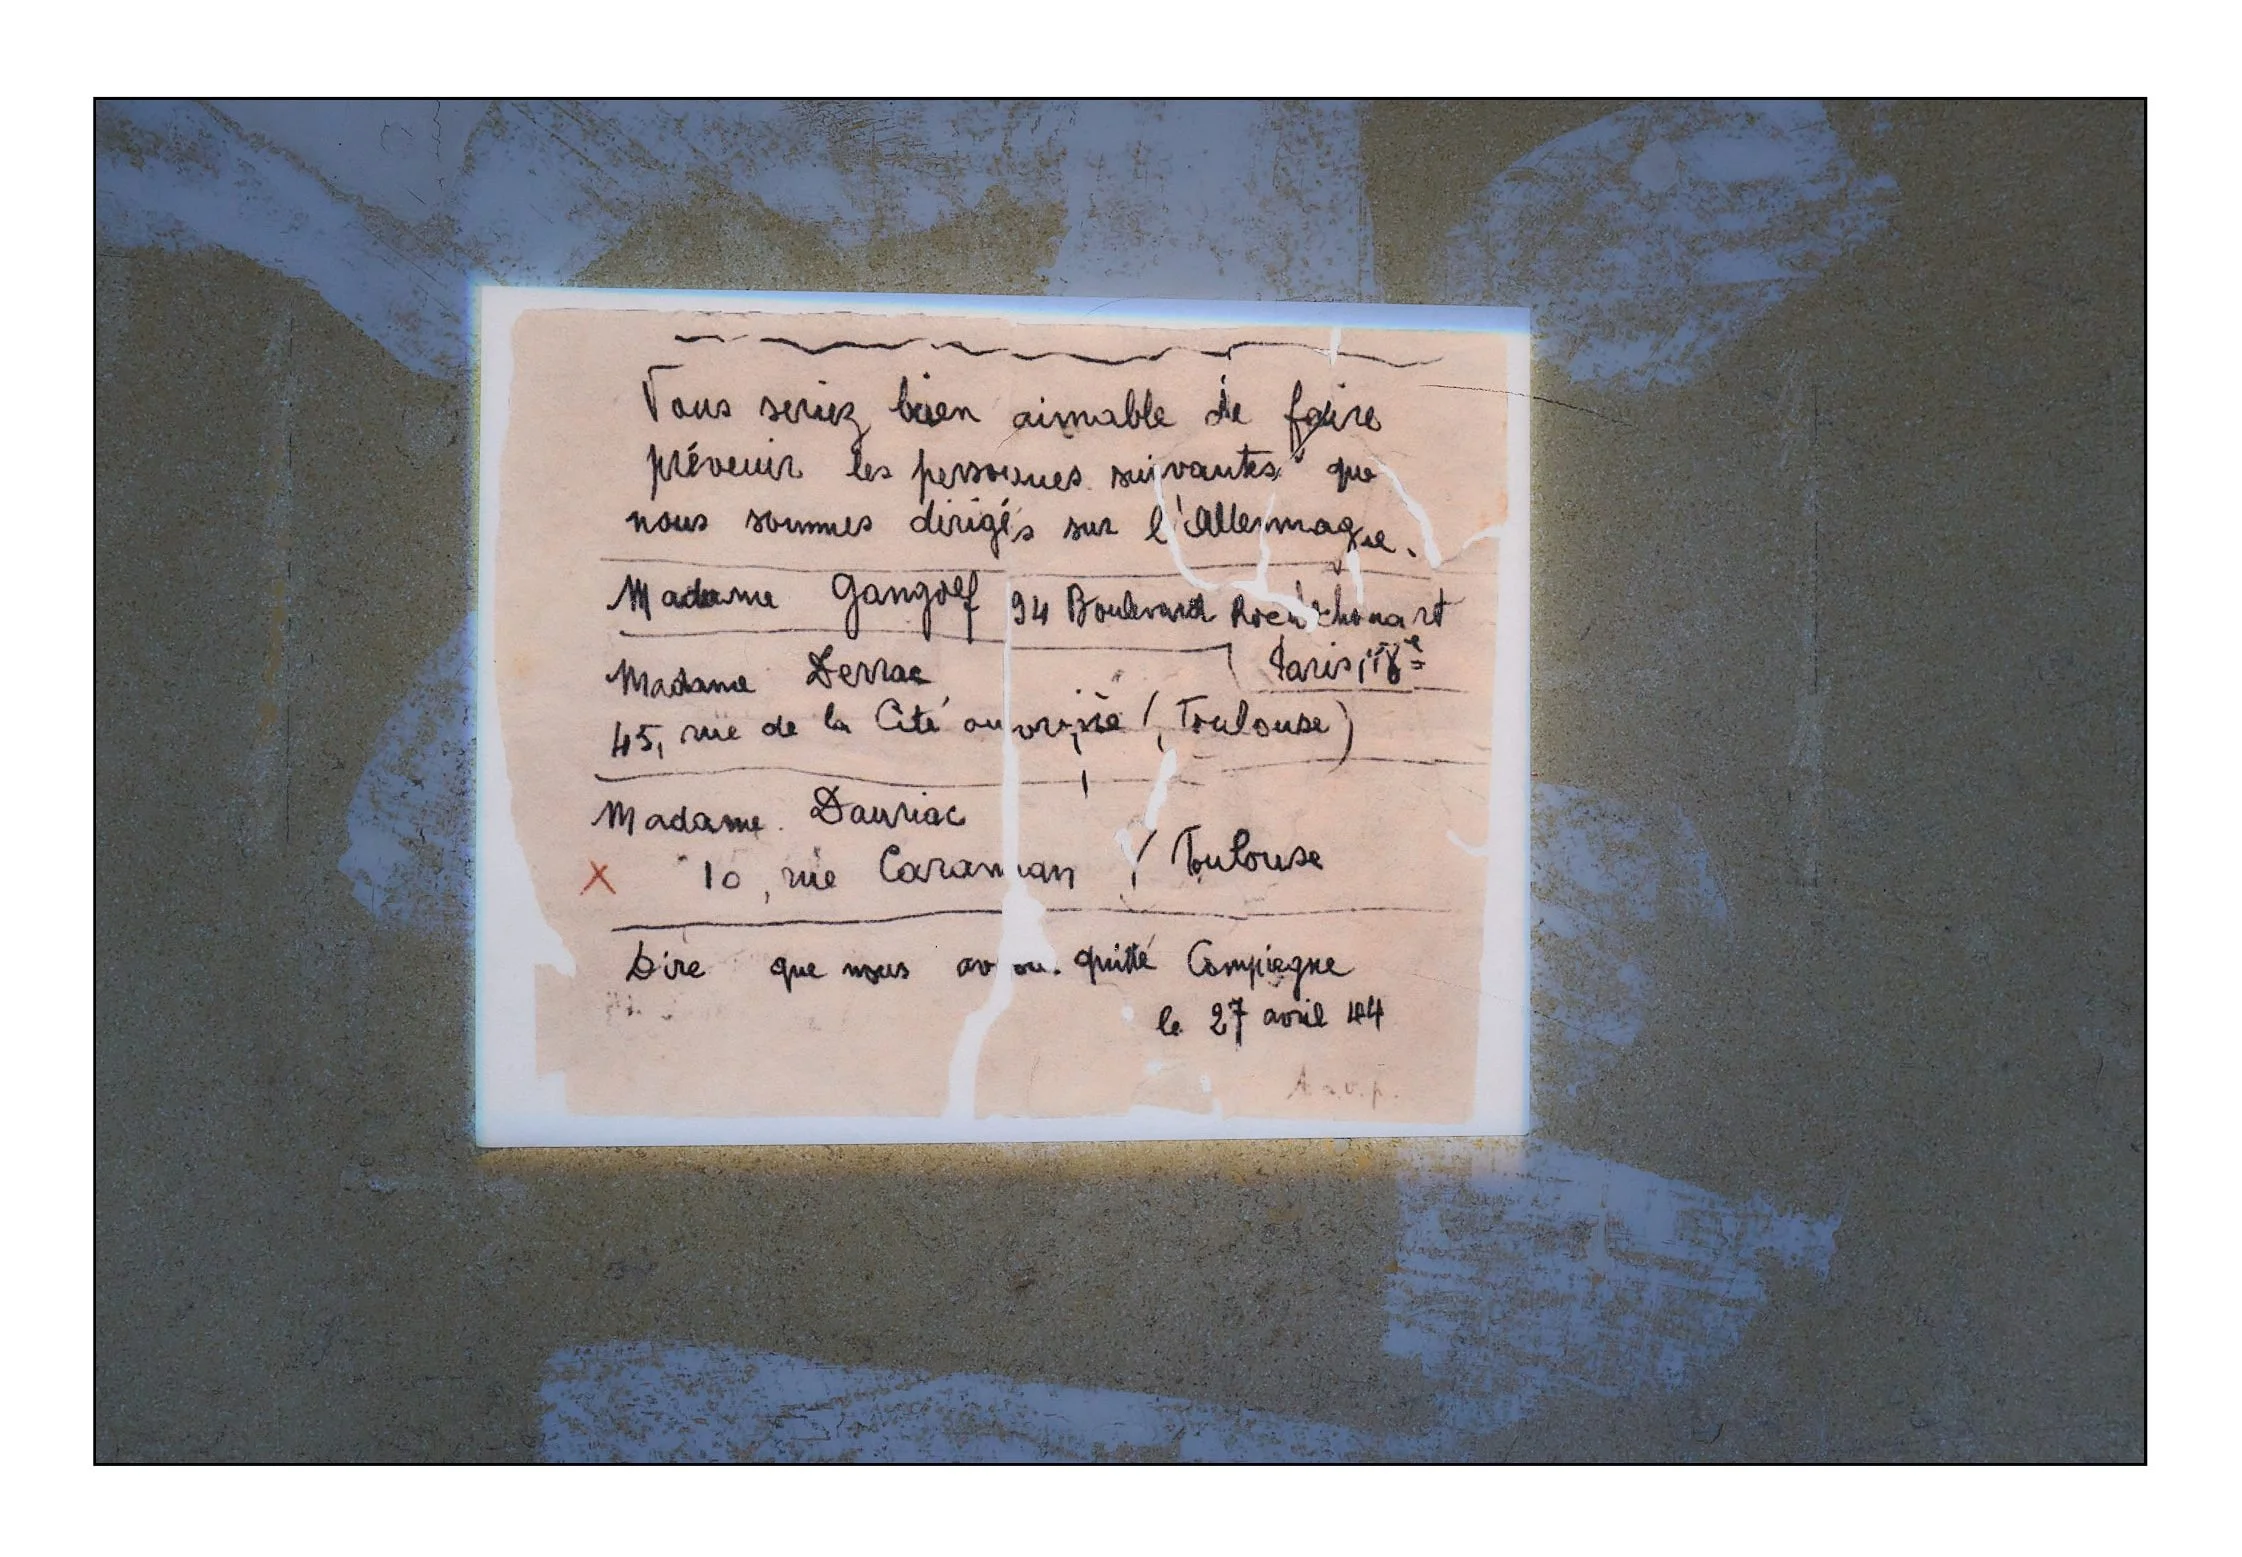 Vous seriez bien aimable de faire
prévenir les personnes suivantes que
nous sommes dirigés sur l'Allemagne.
Madame Gangoëf 94 Boulevard Rochechouart
Paris 18e
Madame Derrac
45, rue de la Cité ouvrière (Toulouse)
Madame Dauriac
X 10, rue Caraman (Toulouse
Dire que nous avons quitté Compiegne
le 27 avril 44